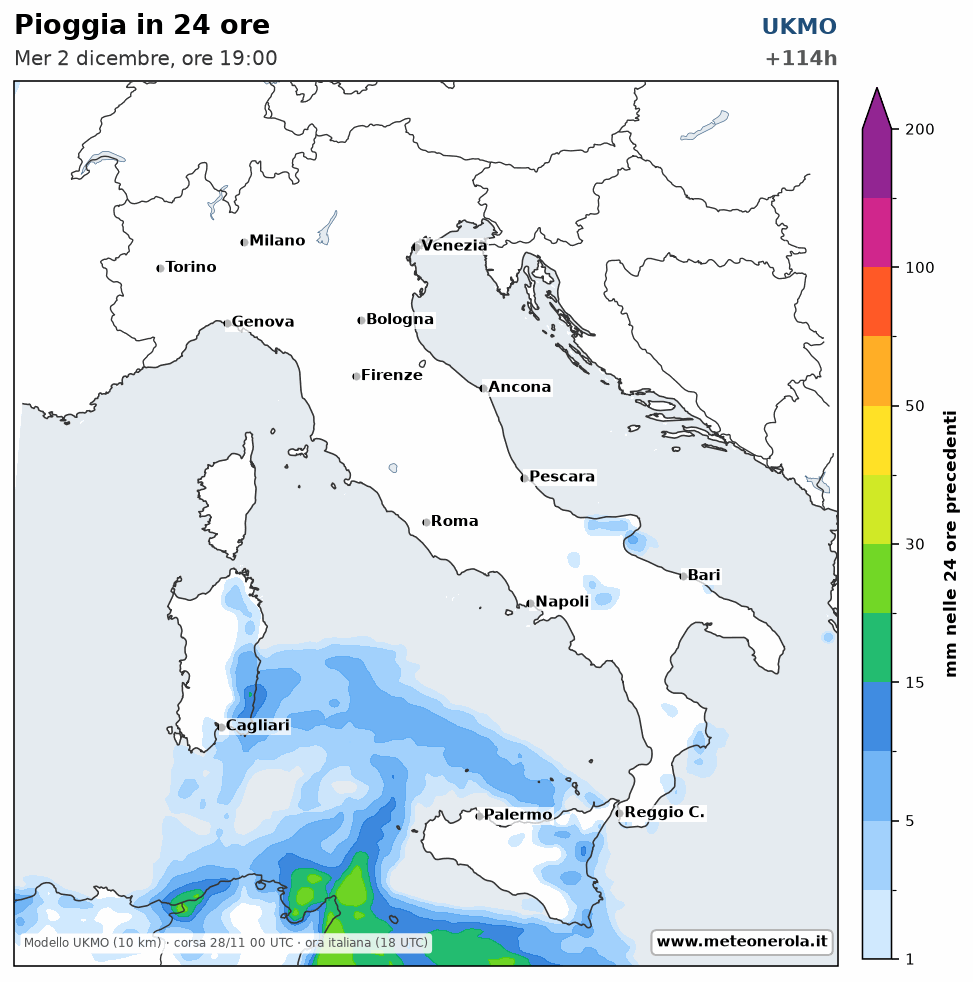 Pioggia in 24 ore
UKMO
Mer 2 dicembre, ore 19:00
+114h
200
100
50
30
15
5
1
mm nelle 24 ore precedenti
Milano
Venezia
Torino
Genova
Bologna
Firenze
Ancona
Pescara
Roma
Bari
Napoli
Cagliari
Palermo
Reggio C.
Modello UKMO (10 km) · corsa 28/11 00 UTC · ora italiana (18 UTC)
www.meteonerola.it